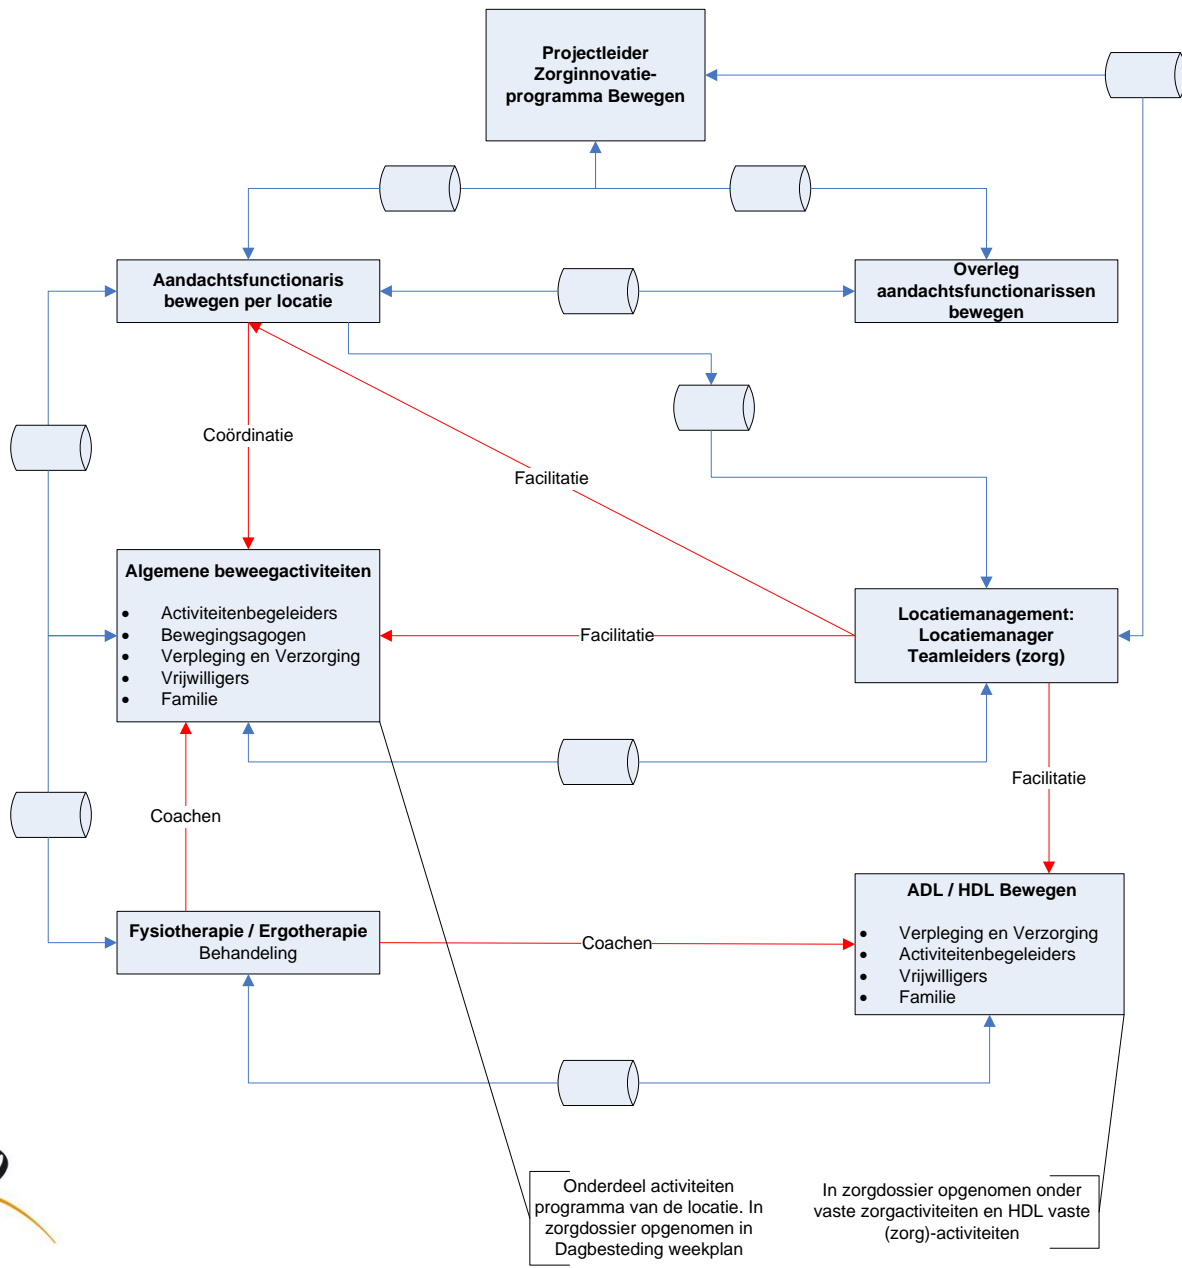 Projectleider
Zorginnovatie-
programma Bewegen
Aandachtsfunctionaris
bewegen per locatie
Overleg
aandachtsfunctionarissen
bewegen
Coördinatie
Facilitatie
Algemene beweegactiviteiten
• Activiteitenbegeleiders
• Bewegingsagogen
• Verpleging en Verzorging
• Vrijwilligers
• Familie
Facilitatie
Locatiemanagement:
Locatiemanager
Teamleiders (zorg)
Facilitatie
Coachen
Fysiotherapie / Ergotherapie
Behandeling
Coachen
ADL / HDL Bewegen
• Verpleging en Verzorging
• Activiteitenbegeleiders
• Vrijwilligers
• Familie
Onderdeel activiteiten
programma van de locatie. In
zorgdossier opgenomen in
Dagbesteding weekplan
In zorgdossier opgenomen onder
vaste zorgactiviteiten en HDL vaste
(zorg)-activiteiten